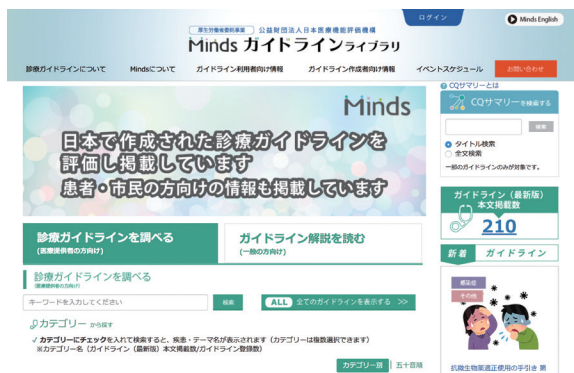 ログイン
Minds English
厚生労働省委託事業 公益財団法人日本医療機能評価機構
Minds ガイドラインライブラリ
診療ガイドラインについて Mindsについて ガイドライン利用者向け情報 ガイドライン作成者向け情報 イベントスケジュール お問い合わせ
Minds
日本で作成された診療ガイドラインを
評価し掲載しています
患者・市民の方向けの情報も掲載しています
? CQサマリーとは
CQサマリーを検索する
検索
タイトル検索
全文検索
一部のガイドラインのみが対象です。
ガイドライン（最新版）
本文掲載数
210
新着 ガイドライン
感染症
その他
抗微生物薬適正使用の手引き 第
診療ガイドラインを調べる
(医療提供者の方向け)
ガイドライン解説を読む
(一般の方向け)
診療ガイドラインを調べる
(医療提供者の方向け)
キーワードを入力してください 検索 ALL 全てのガイドラインを表示する >>
カテゴリー から探す
✓ カテゴリーにチェックを入れて検索すると、疾患・テーマ名が表示されます（カテゴリーは複数選択できます）
※カテゴリー名（ガイドライン（最新版）本文掲載数/ガイドライン登録数）
カテゴリー別 五十音順